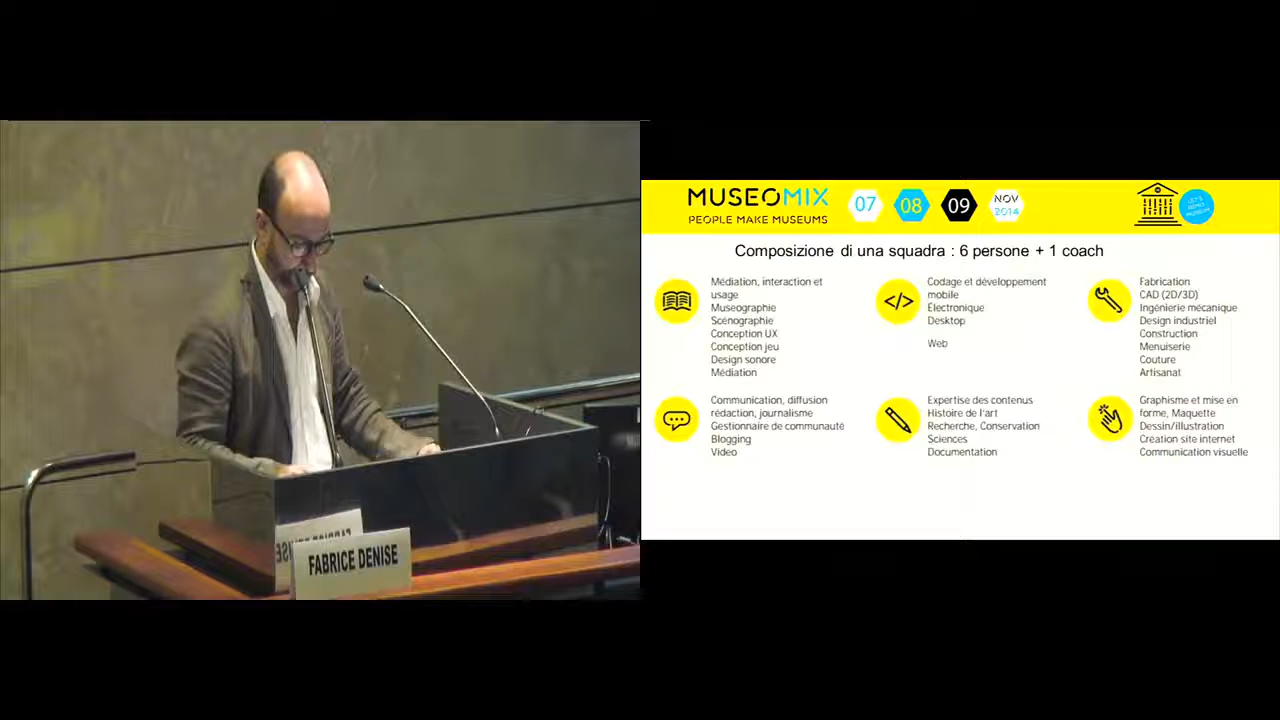 FABRICE DENISE
MUSEOMIX
PEOPLE MAKE MUSEUMS
07
08
09
NOV
2014
LET'S
REMIX
MUSEUM
Composizione di una squadra : 6 persone + 1 coach
Médiation, interaction et
usage
Museographie
Scénographie
Conception UX
Conception jeu
Design sonore
Médiation
</>
Codage et développement
mobile
Electronique
Desktop
Web
Fabrication
CAD (2D/3D)
Ingénierie mécanique
Design industriel
Construction
Menuiserie
Couture
Artisanat
Communication, diffusion
rédaction, journalisme
Gestionnaire de communauté
Blogging
Video
Expertise des contenus
Histoire de l'art
Recherche, Conservation
Sciences
Documentation
Graphisme et mise en
forme, Maquette
Dessin/illustration
Création site internet
Communication visuelle